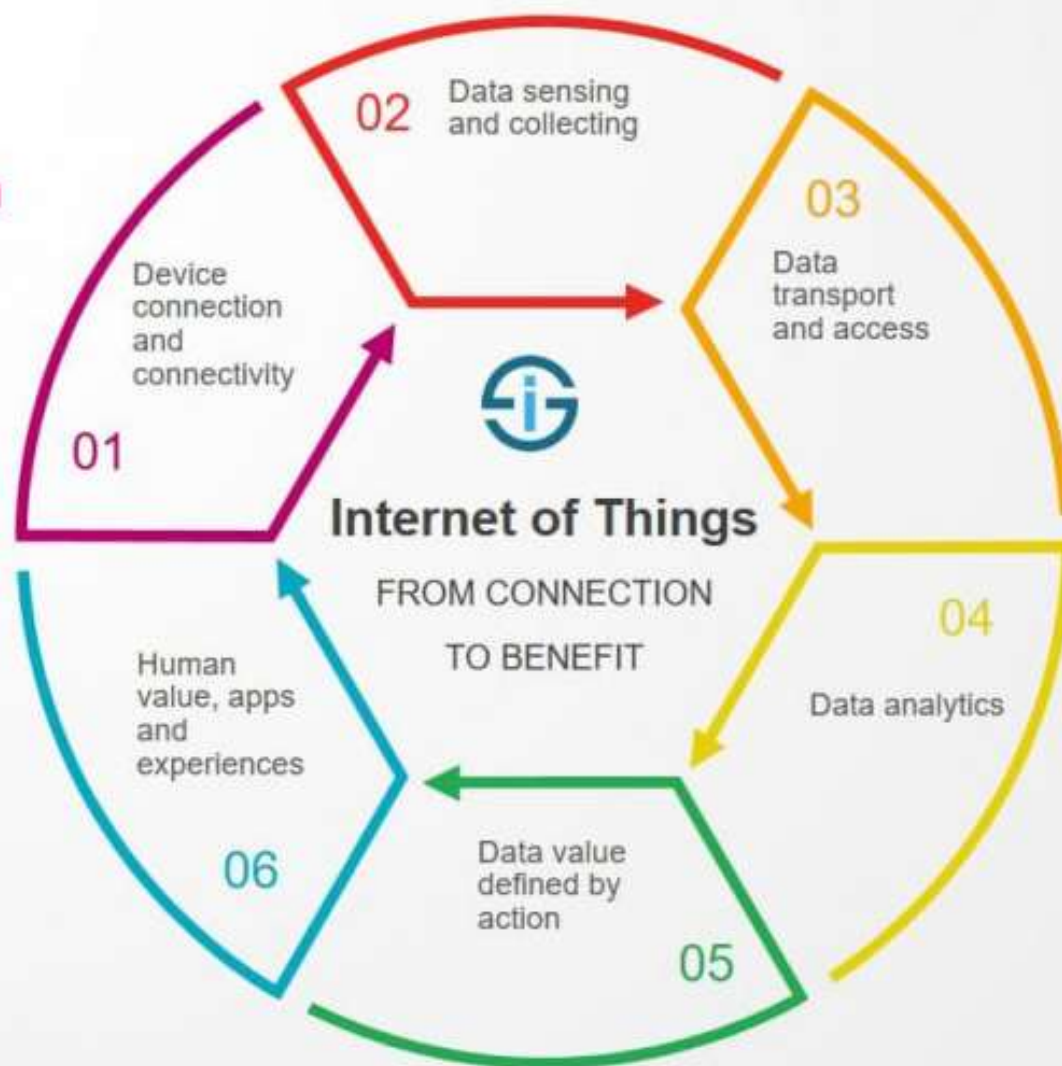 01
Device
connection
and
connectivity
02
Data sensing
and collecting
03
Data
transport
and access
04
Data analytics
05
Data value
defined by
action
06
Human
value, apps
and
experiences
Internet of Things
FROM CONNECTION
TO BENEFIT